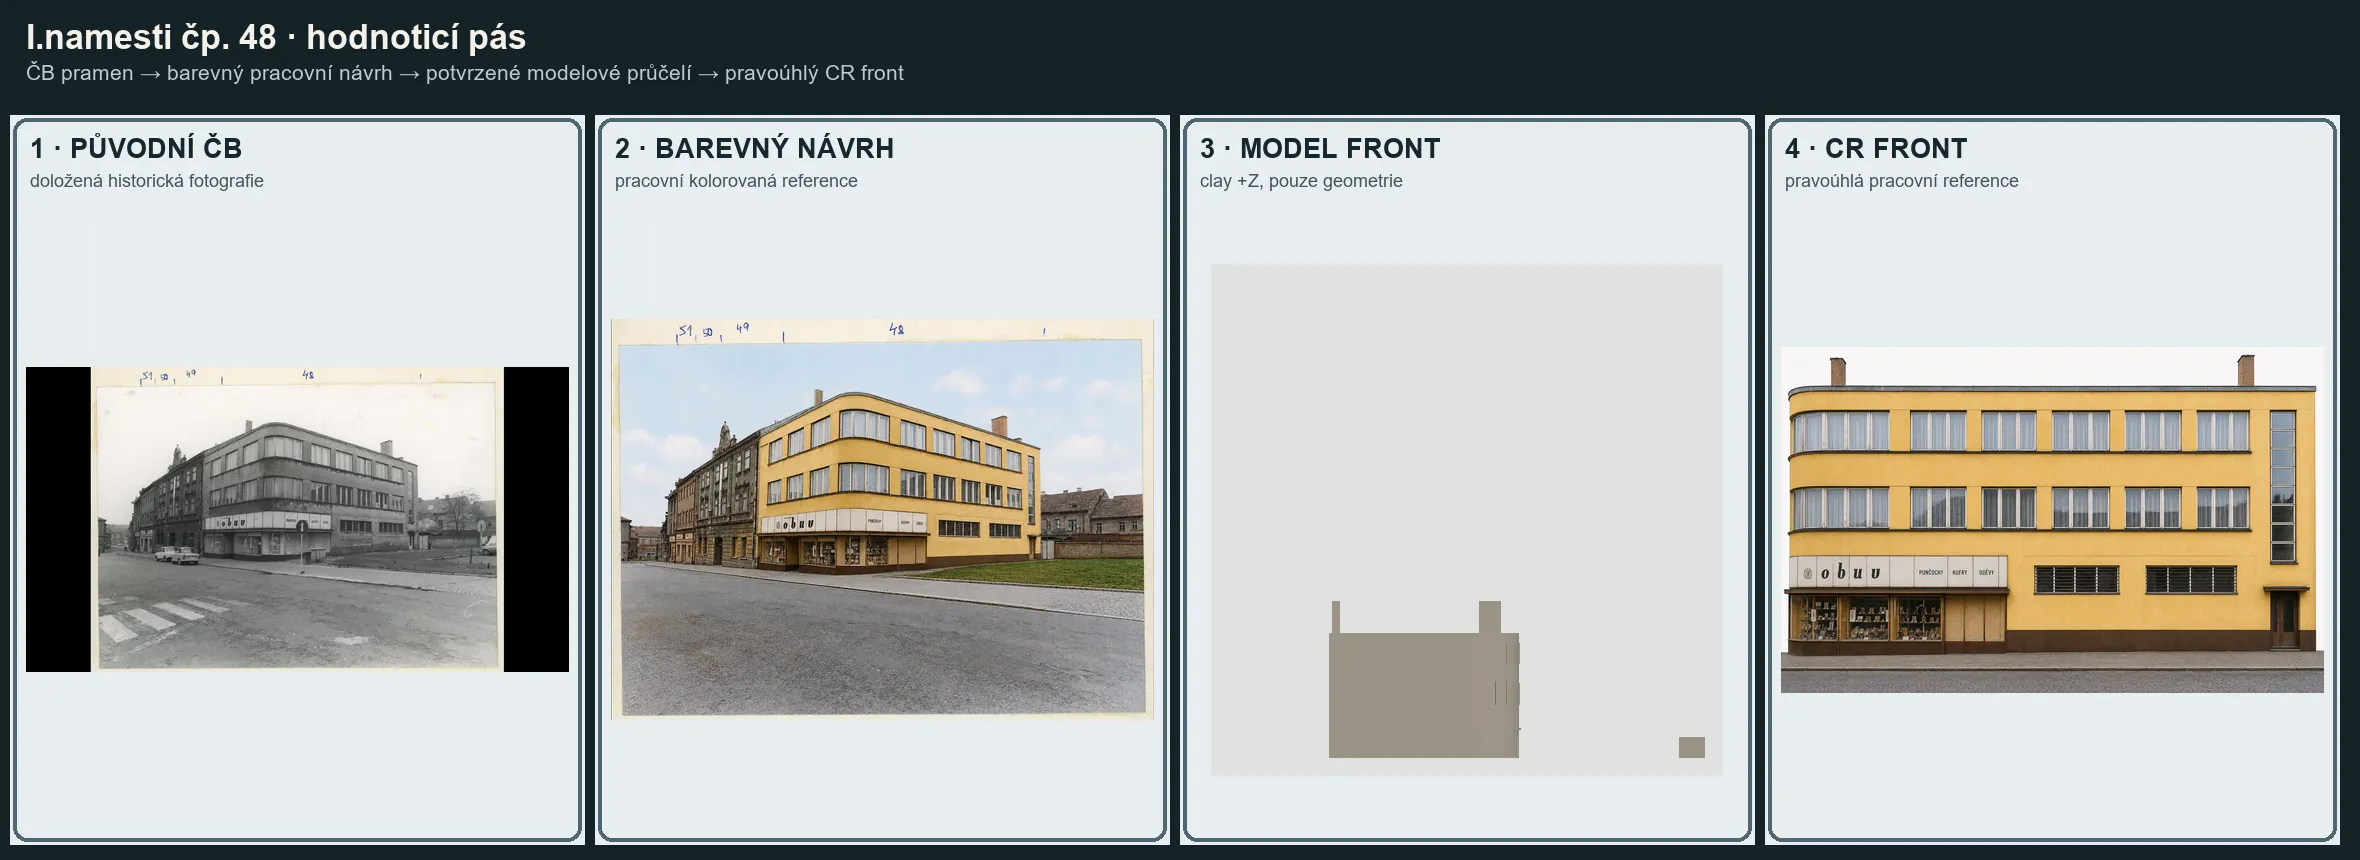 I.namesti čp. 48 · hodnoticí pás
ČB pramen → barevný pracovní návrh → potvrzené modelové průčelí → pravoúhlý CR front
1 · PŮVODNÍ ČB
doložená historická fotografie
51, 50, 49 48
obuv
2 · BAREVNÝ NÁVRH
pracovní kolorovaná reference
51, 50, 49 48
obuv
PUNČOCHY
3 · MODEL FRONT
clay +Z, pouze geometrie
4 · CR FRONT
pravoúhlá pracovní reference
obuv PUNČOCHY KUFRY ODĚVY